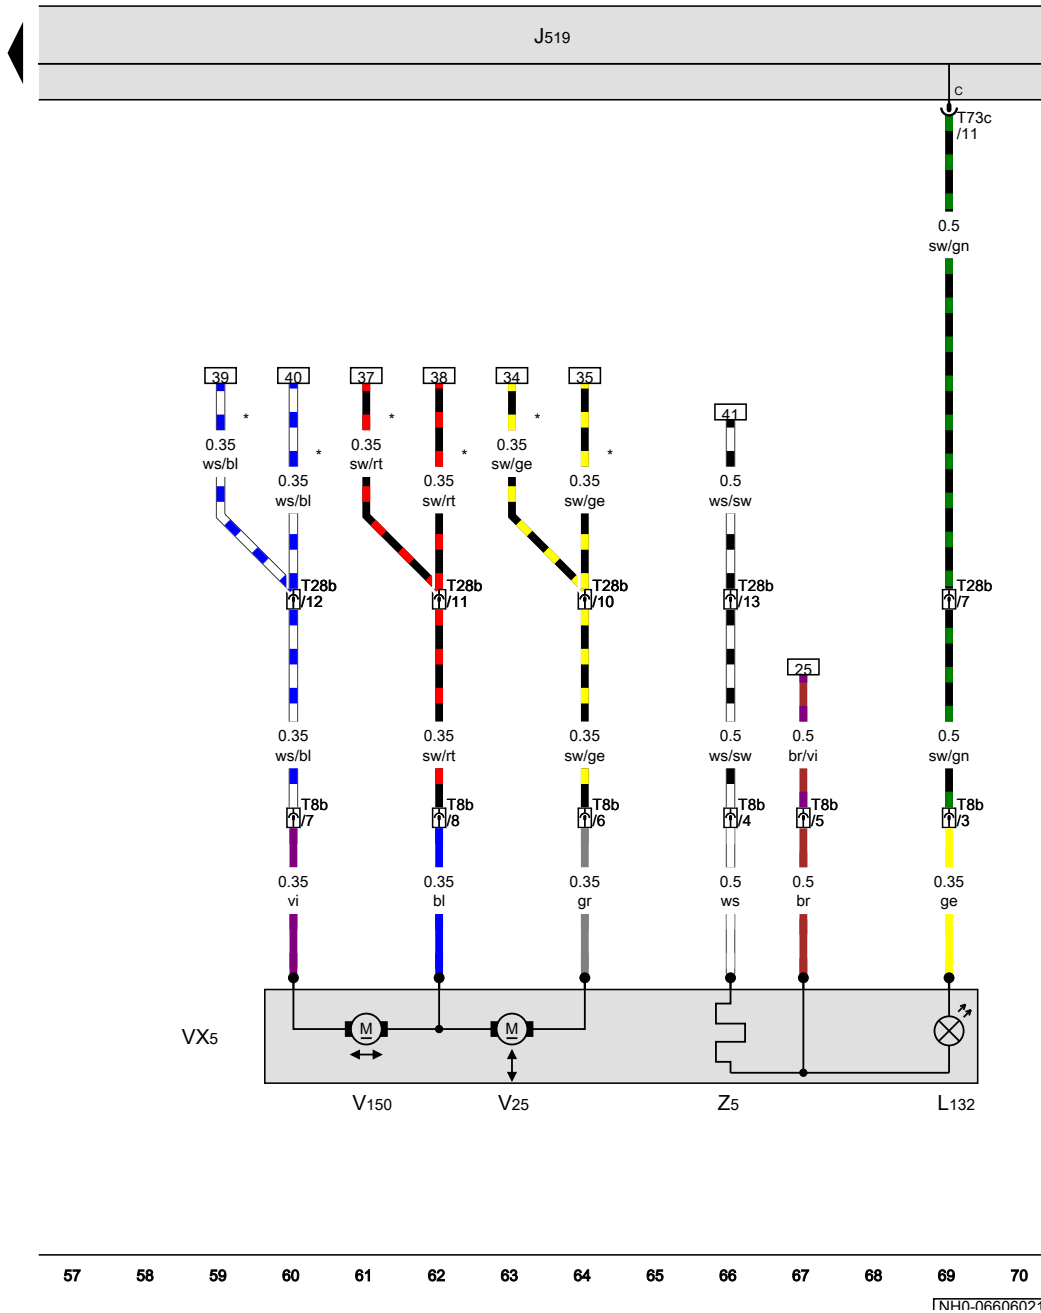 J519
C
T73c
/11
0.5
sw/gn
39
40
37
38
34
35
41
*
*
*
*
*
*
0.35
ws/bl
0.35
ws/bl
0.35
sw/rt
0.35
sw/rt
0.35
sw/ge
0.35
sw/ge
0.5
ws/sw
T28b
/12
T28b
/11
T28b
/10
T28b
/13
T28b
/7
25
0.35
ws/bl
0.35
sw/rt
0.35
sw/ge
0.5
ws/sw
0.5
br/vi
0.5
sw/gn
T8b
/7
T8b
/8
T8b
/6
T8b
/4
T8b
/5
T8b
/3
0.35
vi
0.35
bl
0.35
gr
0.5
ws
0.5
br
0.35
ge
VX5
M
M
V150
V25
Z5
L132
57 58 59 60 61 62 63 64 65 66 67 68 69 70
NH0-06606021